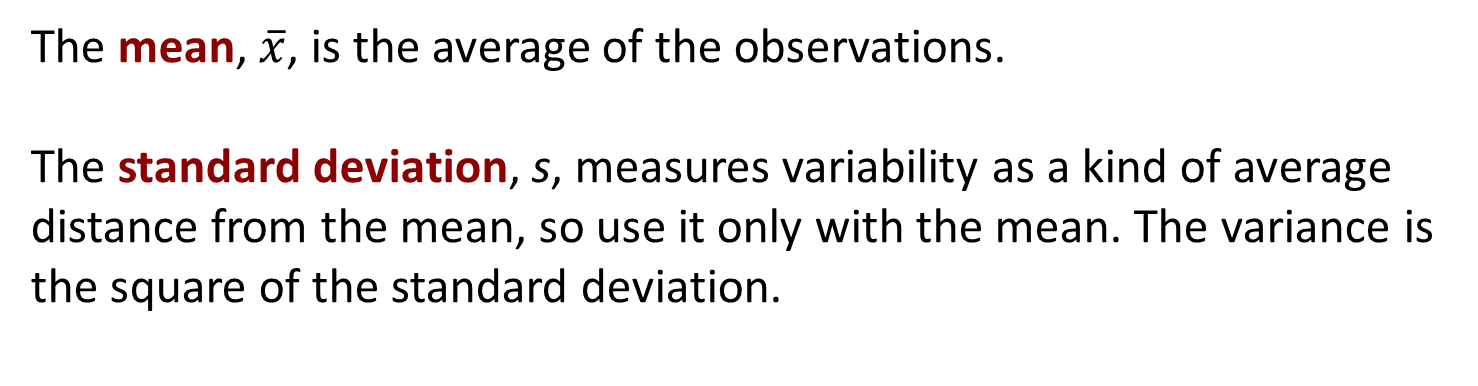 The mean, x̄, is the average of the observations.
The standard deviation, s, measures variability as a kind of average
distance from the mean, so use it only with the mean. The variance is
the square of the standard deviation.